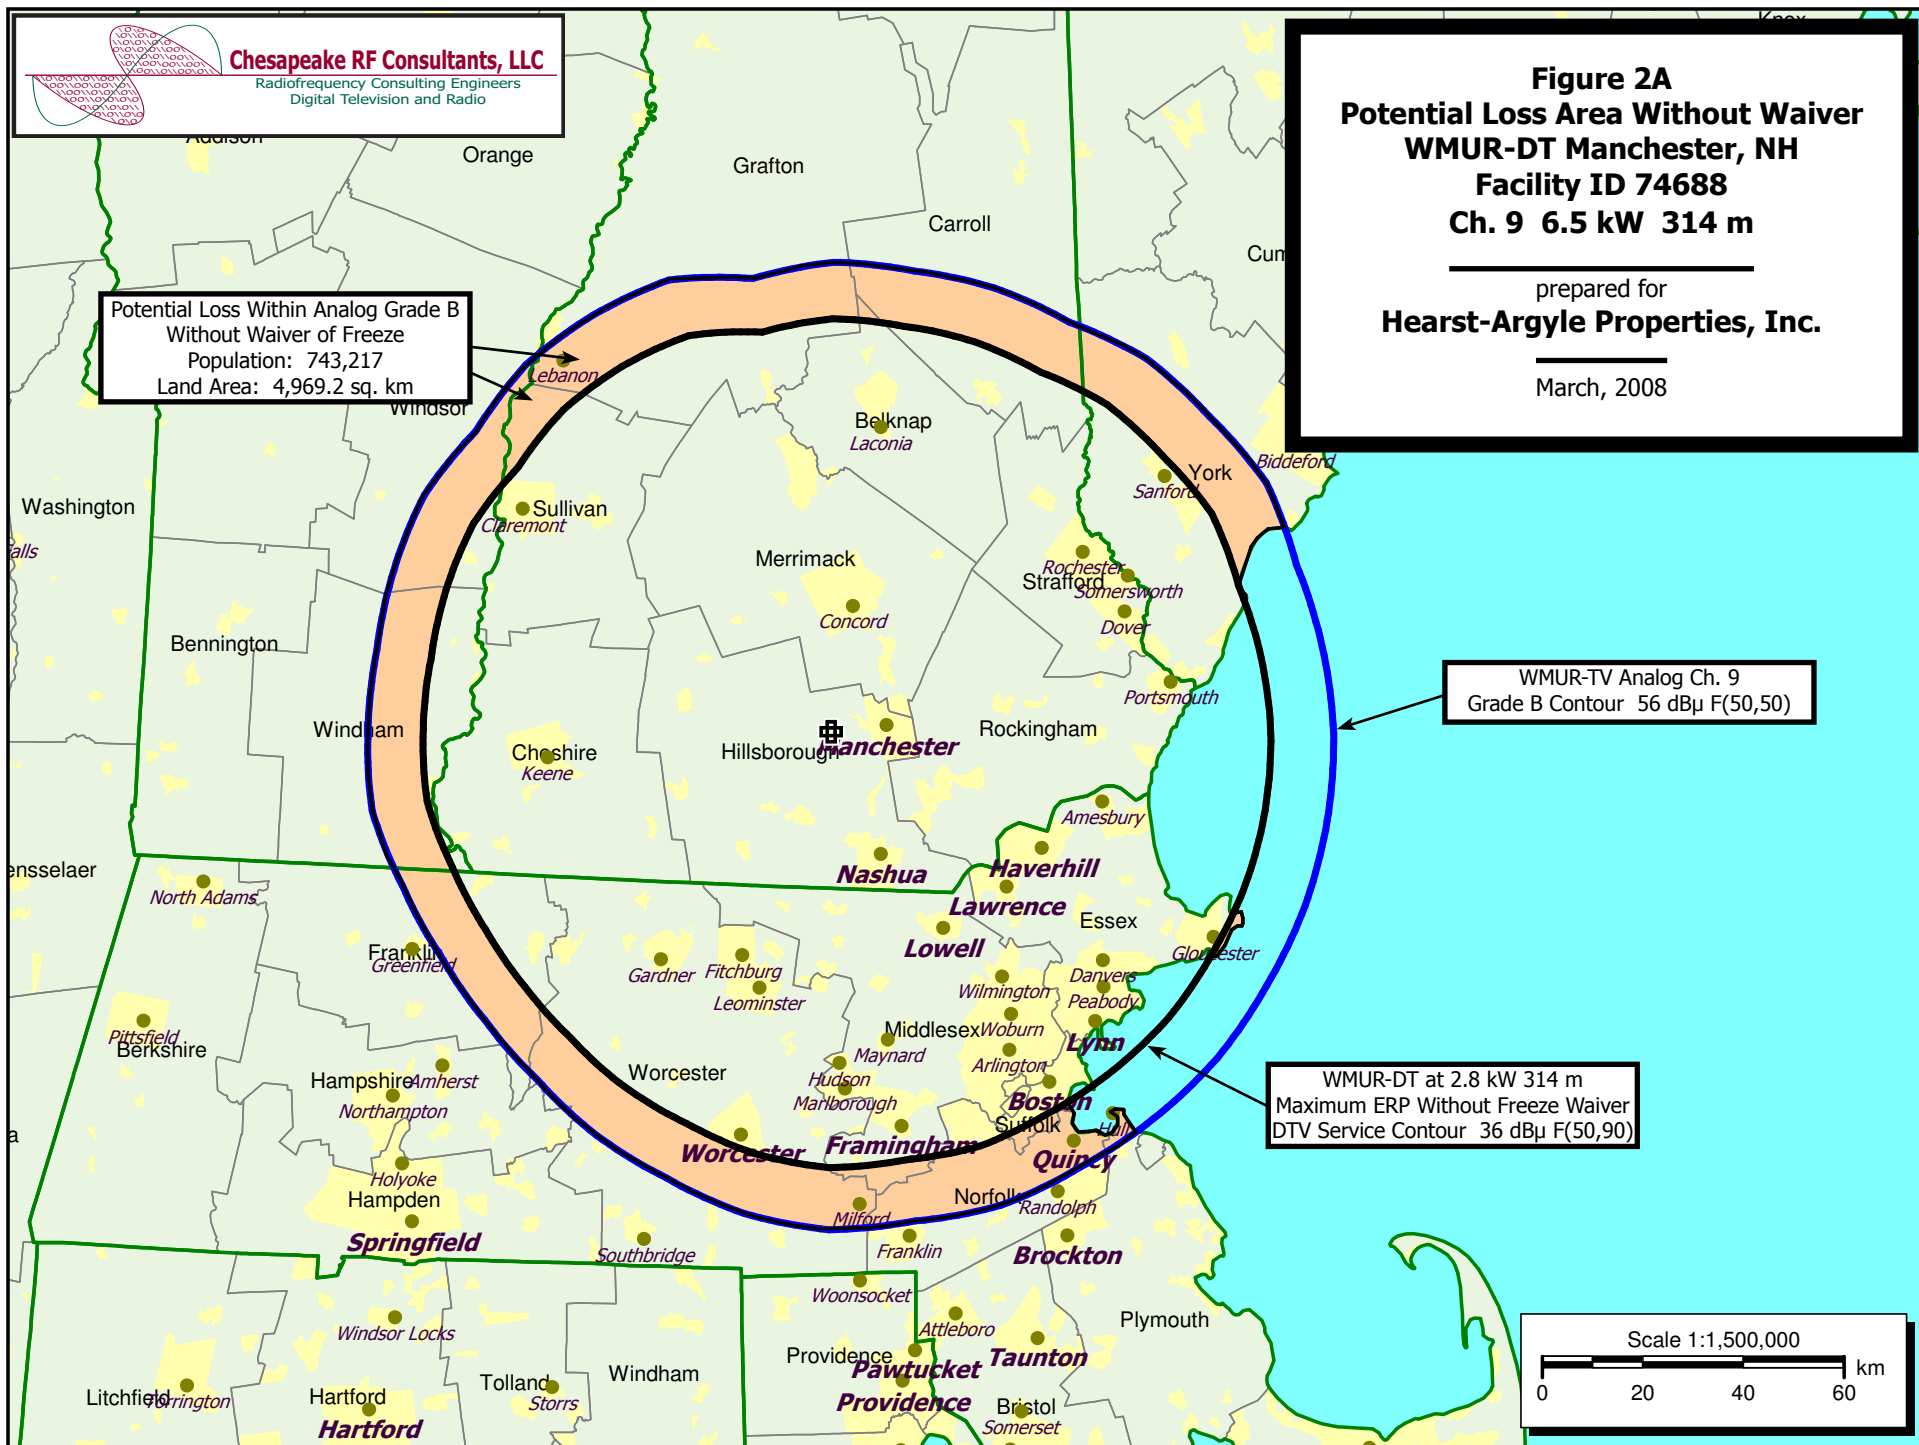 Chesapeake RF Consultants, LLC
Radiofrequency Consulting Engineers
Digital Television and Radio
Figure 2A
Potential Loss Area Without Waiver
WMUR-DT Manchester, NH
Facility ID 74688
Ch. 9 6.5 kW 314 m
prepared for
Hearst-Argyle Properties, Inc.
March, 2008
Potential Loss Within Analog Grade B
Without Waiver of Freeze
Population: 743,217
Land Area: 4,969.2 sq. km
WMUR-TV Analog Ch. 9
Grade B Contour 56 dBµ F(50,50)
WMUR-DT at 2.8 kW 314 m
Maximum ERP Without Freeze Waiver
DTV Service Contour 36 dBµ F(50,90)
Scale 1:1,500,000
km
0 20 40 60
Knox
Addison
Orange
Grafton
Carroll
Cum
Lebanon
Windsor
Belknap
Laconia
York
Sanford
Biddeford
Washington
Sullivan
Claremont
alls
Merrimack
Rochester
Strafford
Somersworth
Concord
Dover
Bennington
Portsmouth
Windham
Rockingham
Hillsborough
Manchester
Cheshire
Keene
Amesbury
ensselaer
Nashua
Haverhill
North Adams
Lawrence
Essex
Lowell
Franklin
Greenfield
Gloucester
Gardner
Fitchburg
Danvers
Leominster
Wilmington
Peabody
Pittsfield
Berkshire
Middlesex
Woburn
Lynn
Maynard
Arlington
Hampshire
Amherst
Worcester
Hudson
Northampton
Marlborough
Boston
Suffolk
Hull
a
Worcester
Framingham
Quincy
Holyoke
Hampden
Norfolk
Randolph
Milford
Springfield
Southbridge
Franklin
Brockton
Woonsocket
Windsor Locks
Attleboro
Plymouth
Providence
Pawtucket
Taunton
Litchfield
Torrington
Hartford
Tolland
Storrs
Windham
Providence
Bristol
Hartford
Somerset